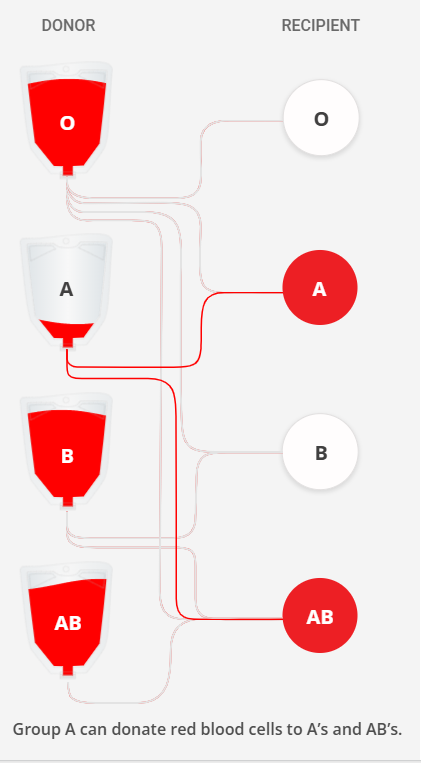 DONOR RECIPIENT
O O
A A
B B
AB AB
Group A can donate red blood cells to A’s and AB’s.